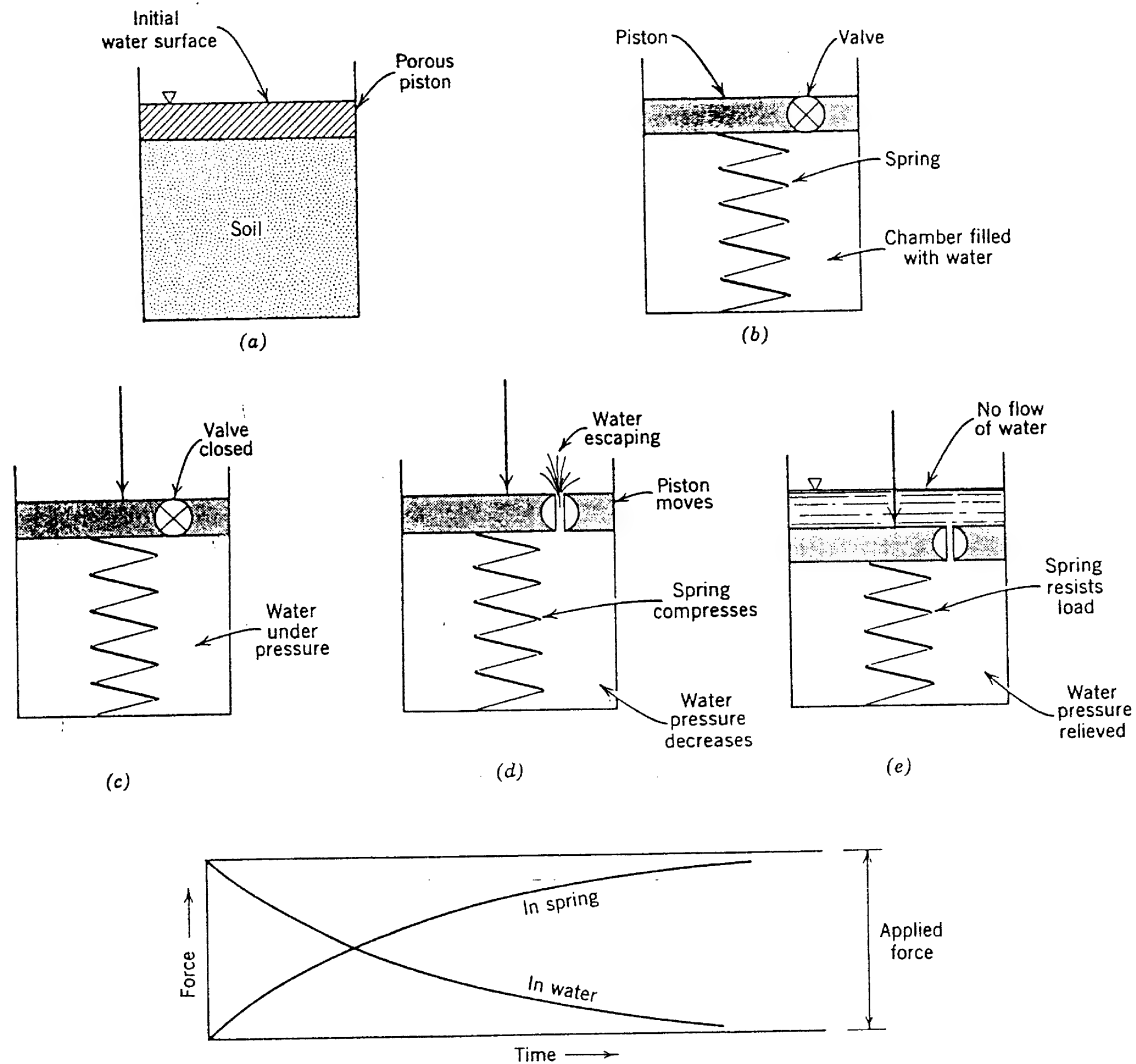 Initial
water surface
Porous
piston
Soil
(a)
Piston
Valve
Spring
Chamber filled
with water
(b)
Valve
closed
Water
under
pressure
(c)
Water
escaping
Piston
moves
Spring
compresses
Water
pressure
decreases
(d)
No flow
of water
Spring
resists
load
Water
pressure
relieved
(e)
Force
In spring
In water
Applied
force
Time